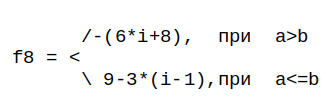 /-(6*i+8), при a>b
f8 = <
\ 9-3*(i-1),при a<=b